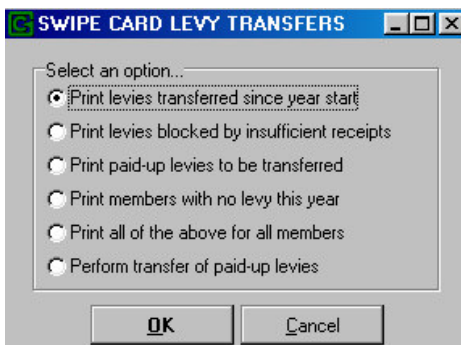 SWIPE CARD LEVY TRANSFERS
Select an option...
Print levies transferred since year start
Print levies blocked by insufficient receipts
Print paid-up levies to be transferred
Print members with no levy this year
Print all of the above for all members
Perform transfer of paid-up levies
OK Cancel